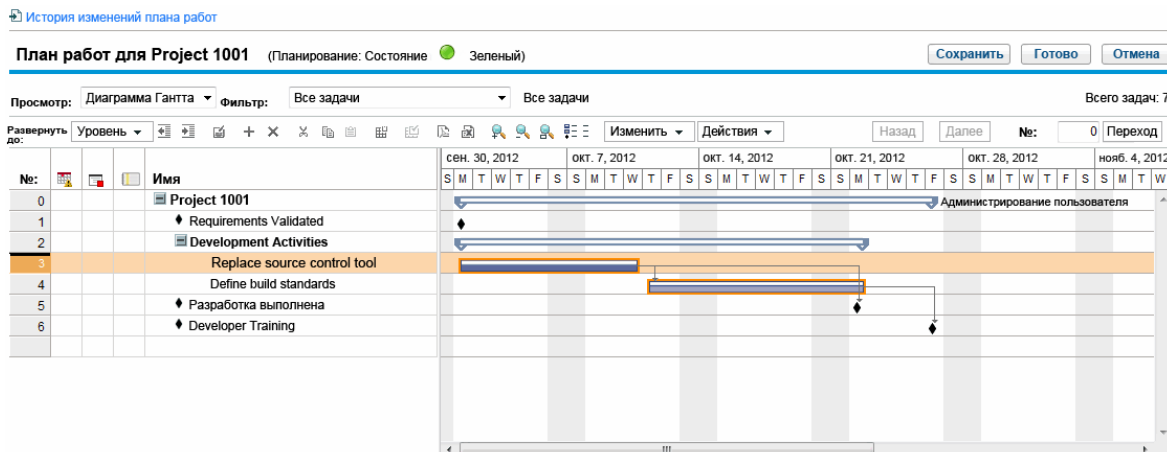 История изменений плана работ
План работ для Project 1001 (Планирование: Состояние Зеленый) Сохранить Готово Отмена
Просмотр: Диаграмма Гантта Фильтр: Все задачи Все задачи Всего задач: 7
Развернуть до: Уровень Изменить Действия Назад Далее №: 0 Переход
сен. 30, 2012 окт. 7, 2012 окт. 14, 2012 окт. 21, 2012 окт. 28, 2012 нояб. 4, 2012
№: Имя S M T W T F S S M T W T F S S M T W T F S S M T W T F S S M T W T F S S M T W
0 Project 1001 Администрирование пользователя
1 Requirements Validated
2 Development Activities
3 Replace source control tool
4 Define build standards
5 Разработка выполнена
6 Developer Training